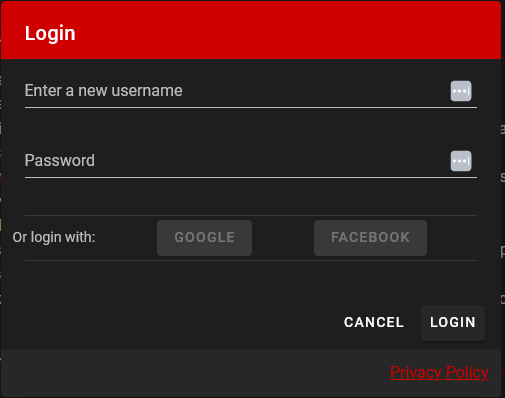 Login
Enter a new username
Password
Or login with: GOOGLE FACEBOOK
CANCEL LOGIN
Privacy Policy